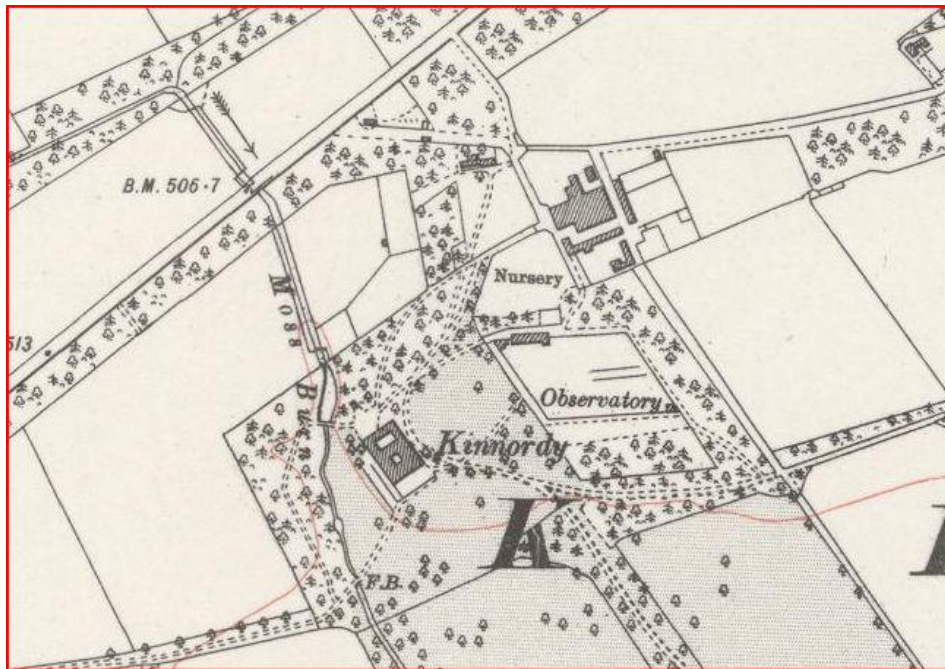 B.M. 506·7
Moss Burn
Nursery
513
Observatory
Kinnordy
K
F.B.